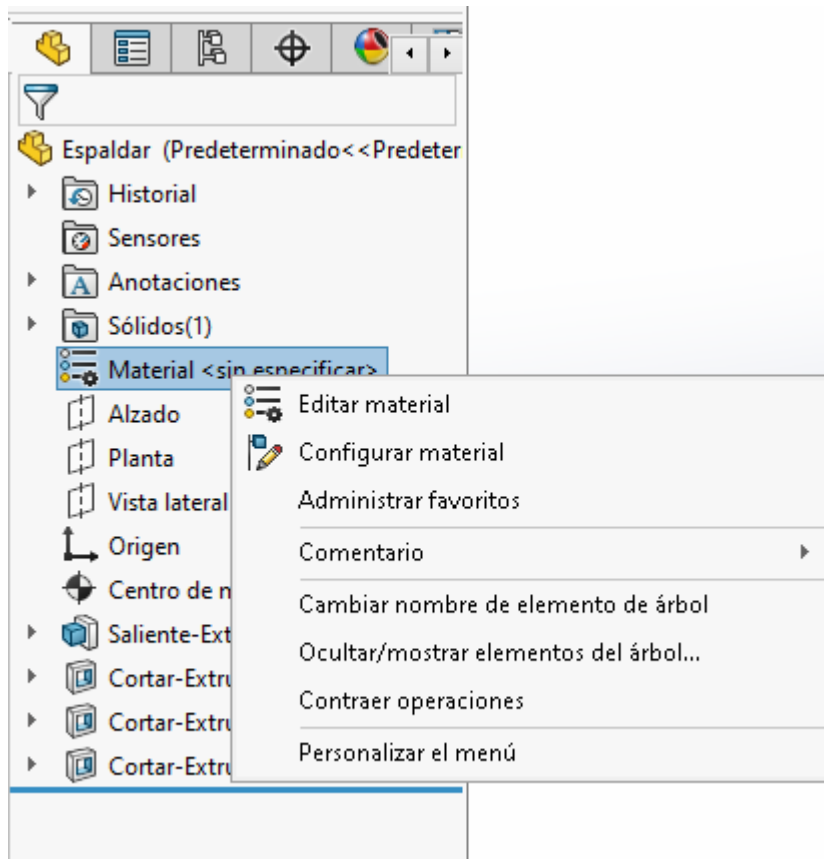 Espaldar (Predeterminado<<Predeter
Historial
Sensores
Anotaciones
Sólidos(1)
Material <sin especificar>
Alzado
Planta
Vista lateral
Origen
Centro de m
Saliente-Ext
Cortar-Extru
Cortar-Extru
Cortar-Extru
Editar material
Configurar material
Administrar favoritos
Comentario
Cambiar nombre de elemento de árbol
Ocultar/mostrar elementos del árbol...
Contraer operaciones
Personalizar el menú